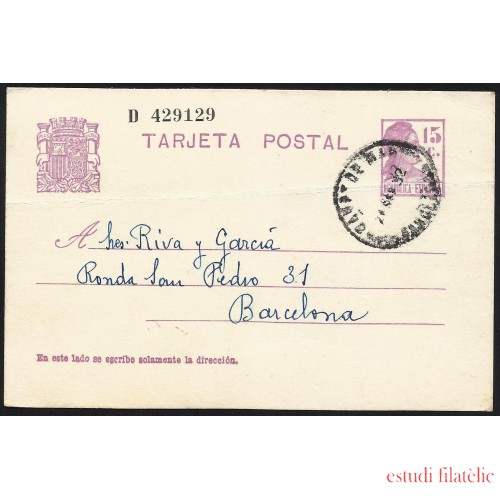 D 429129
TARJETA POSTAL
15
C.
A Sres. Riva y García
Ronda San Pedro 31
Barcelona
En este lado se escribe solamente la dirección.
estudi filatèlic